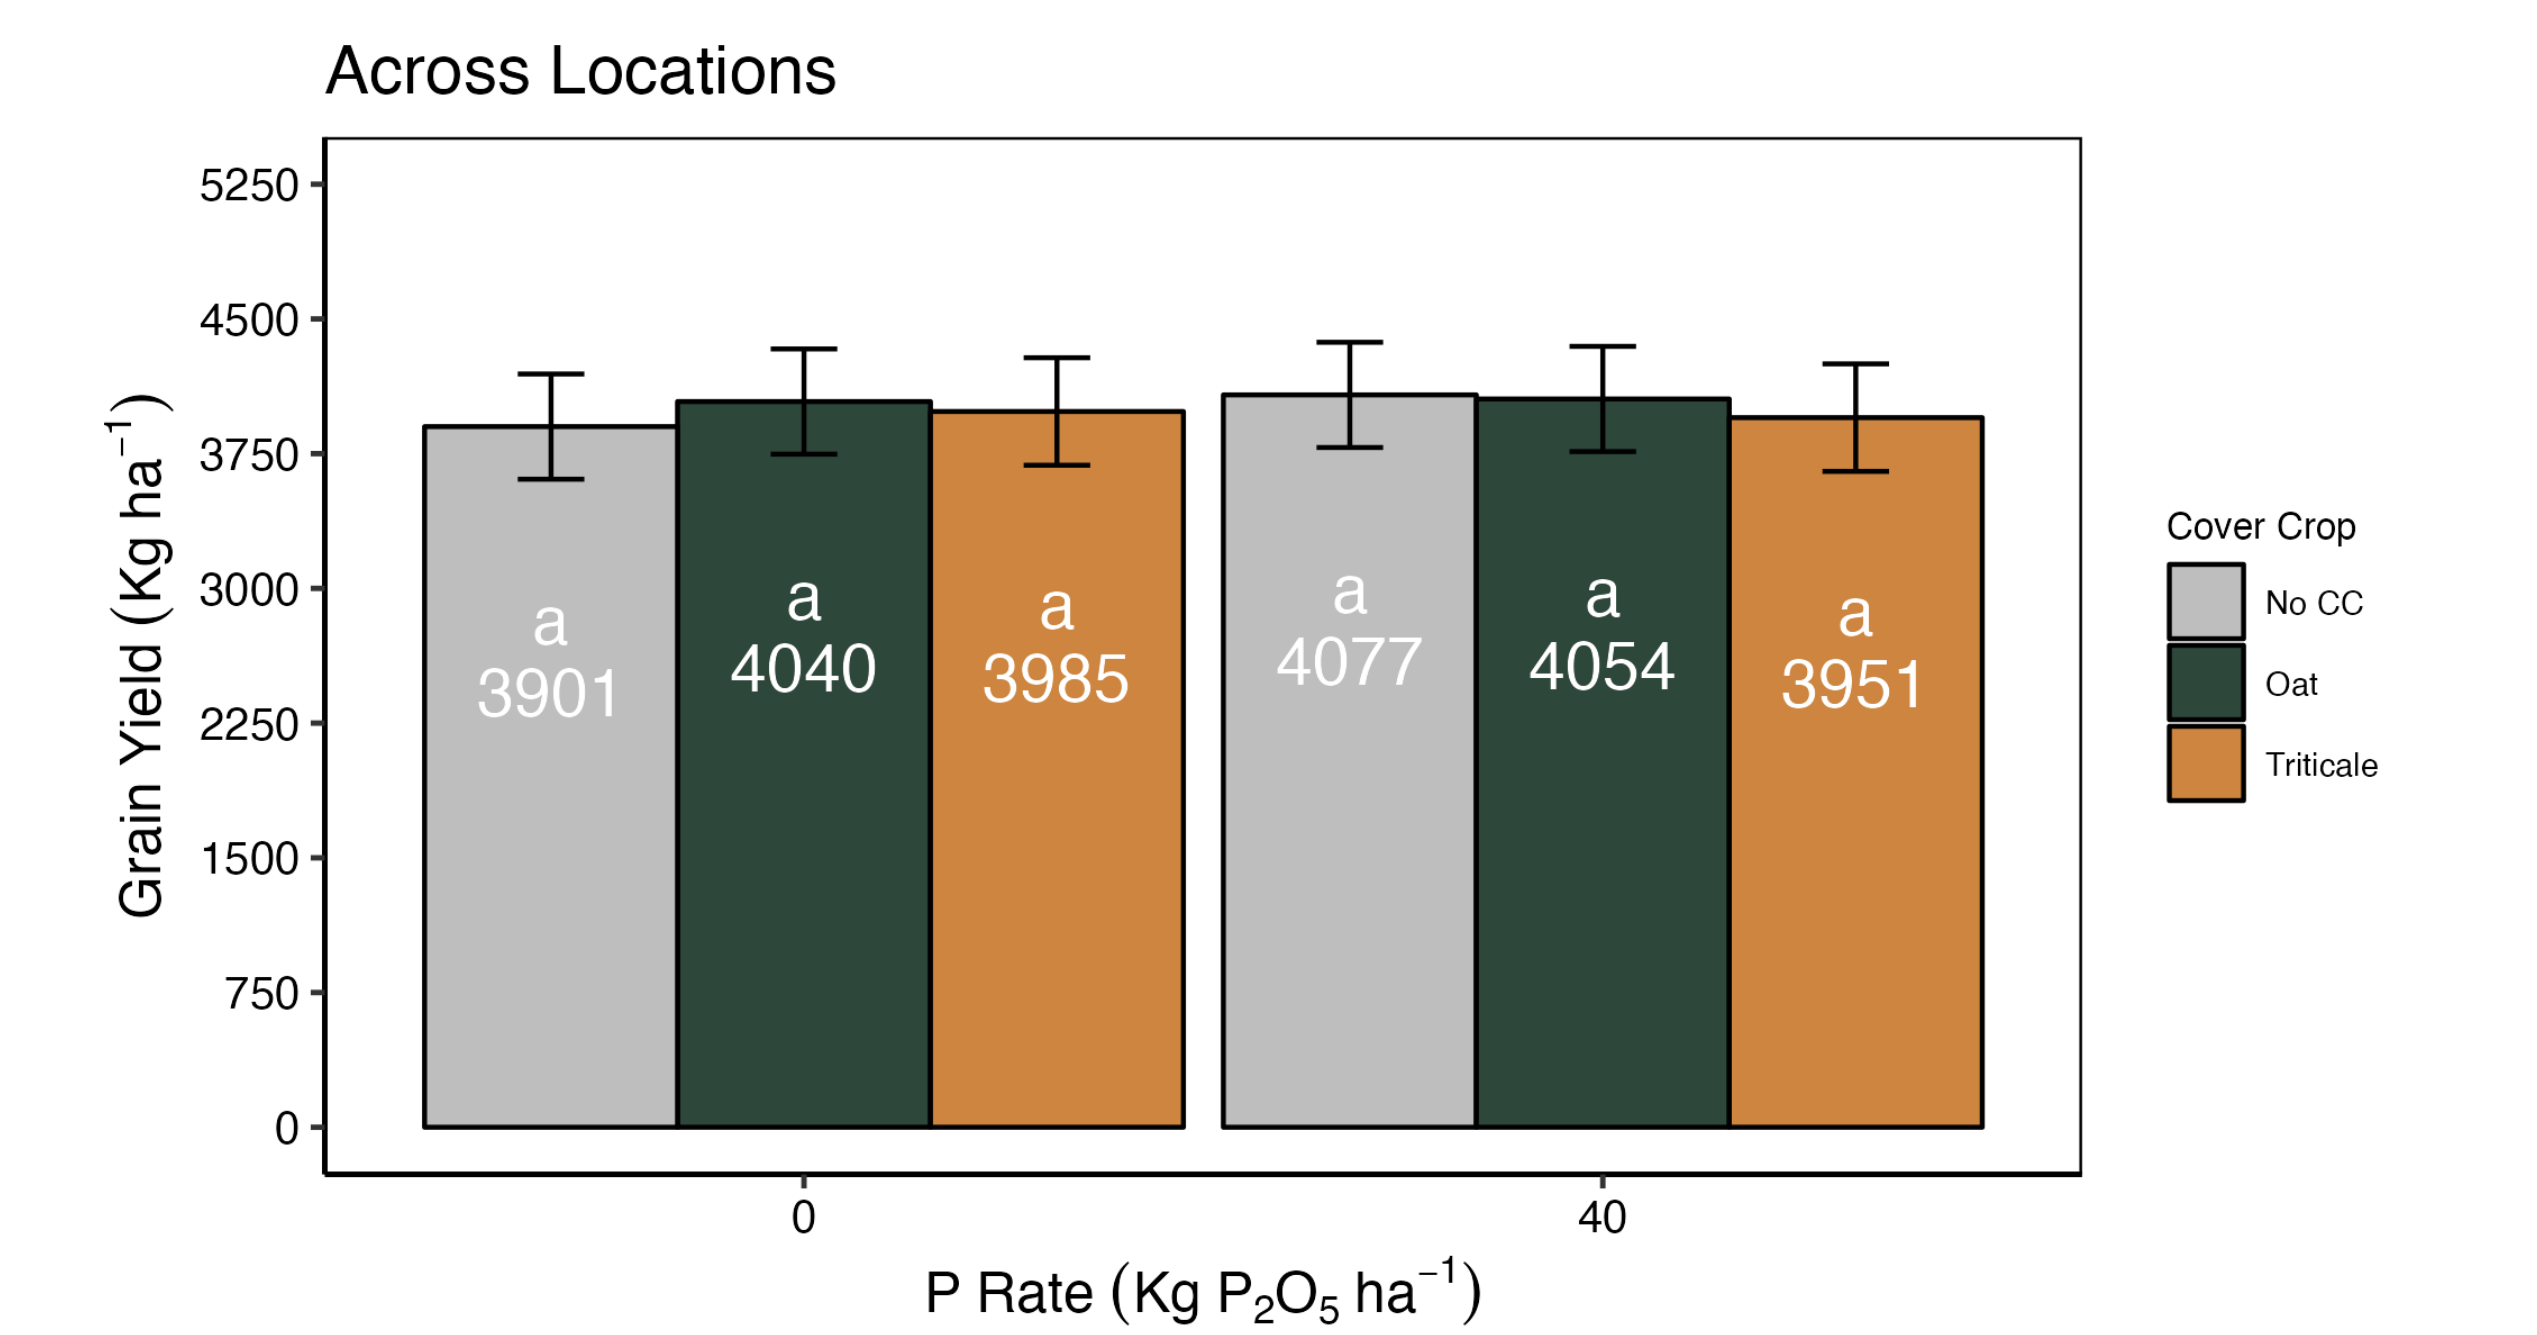 Across Locations
Grain Yield (Kg ha⁻¹)
5250
4500
3750
3000
2250
1500
750
0
a
3901
a
4040
a
3985
a
4077
a
4054
a
3951
0
40
P Rate (Kg P₂O₅ ha⁻¹)
Cover Crop
No CC
Oat
Triticale